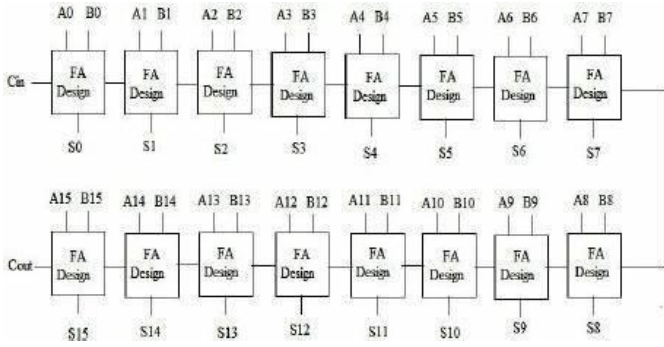 A0 B0 A1 B1 A2 B2 A3 B3 A4 B4 A5 B5 A6 B6 A7 B7
Cin FA Design FA Design FA Design FA Design FA Design FA Design FA Design FA Design
S0 S1 S2 S3 S4 S5 S6 S7
A15 B15 A14 B14 A13 B13 A12 B12 A11 B11 A10 B10 A9 B9 A8 B8
Cout FA Design FA Design FA Design FA Design FA Design FA Design FA Design FA Design
S15 S14 S13 S12 S11 S10 S9 S8